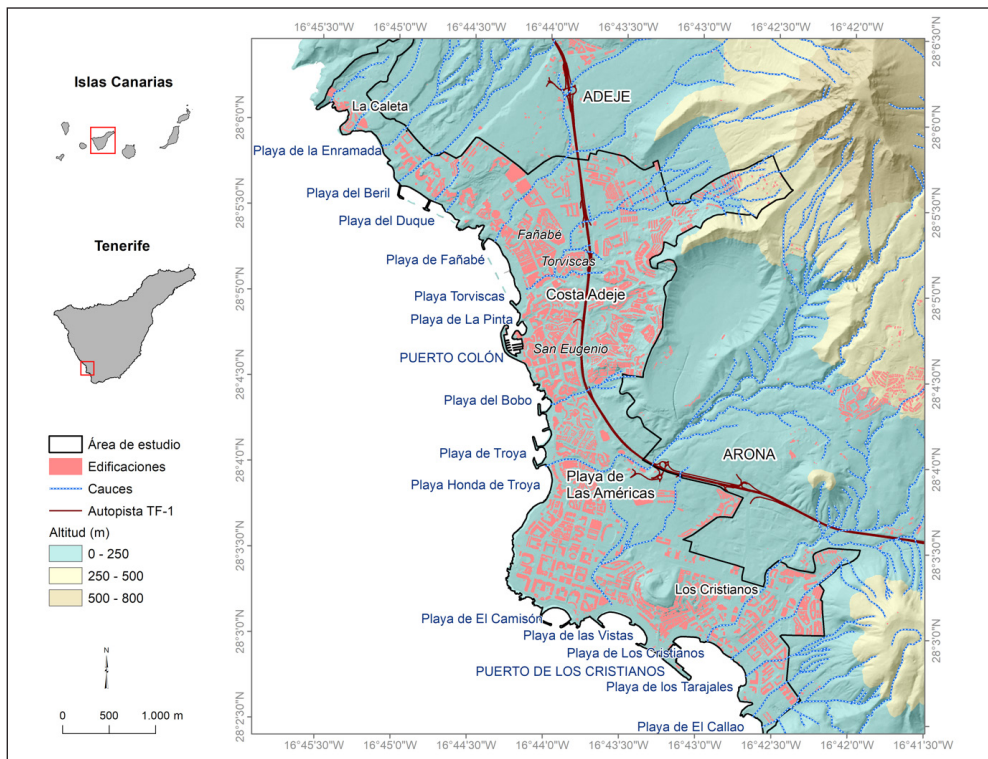 16°45'30"W 16°45'0"W 16°44'30"W 16°44'0"W 16°43'30"W 16°43'0"W 16°42'30"W 16°42'0"W
Islas Canarias
Tenerife
Área de estudio
Edificaciones
Cauces
Autopista TF-1
Altitud (m)
0 - 250
250 - 500
500 - 800
N
0 500 1.000 m
28°6'0"N
28°5'30"N
28°5'0"N
28°4'30"N
28°4'0"N
28°3'30"N
28°3'0"N
28°2'30"N
La Caleta
ADEJE
Playa de la Enramada
Playa del Beril
Playa del Duque
Fañabé
Playa de Fañabé
Torviscas
Playa Torviscas
Costa Adeje
Playa de La Pinta
San Eugenio
PUERTO COLÓN
Playa del Bobo
Playa de Troya
ARONA
Playa Honda de Troya
Playa de
Las Américas
Los Cristianos
Playa de El Camisón
Playa de las Vistas
Playa de Los Cristianos
PUERTO DE LOS CRISTIANOS
Playa de los Tarajales
Playa de El Callao
28°6'30"N
28°6'0"N
28°5'30"N
28°5'0"N
28°4'30"N
28°4'0"N
28°3'30"N
28°3'0"N
16°45'30"W 16°45'0"W 16°44'30"W 16°44'0"W 16°43'30"W 16°43'0"W 16°42'30"W 16°42'0"W 16°41'30"W